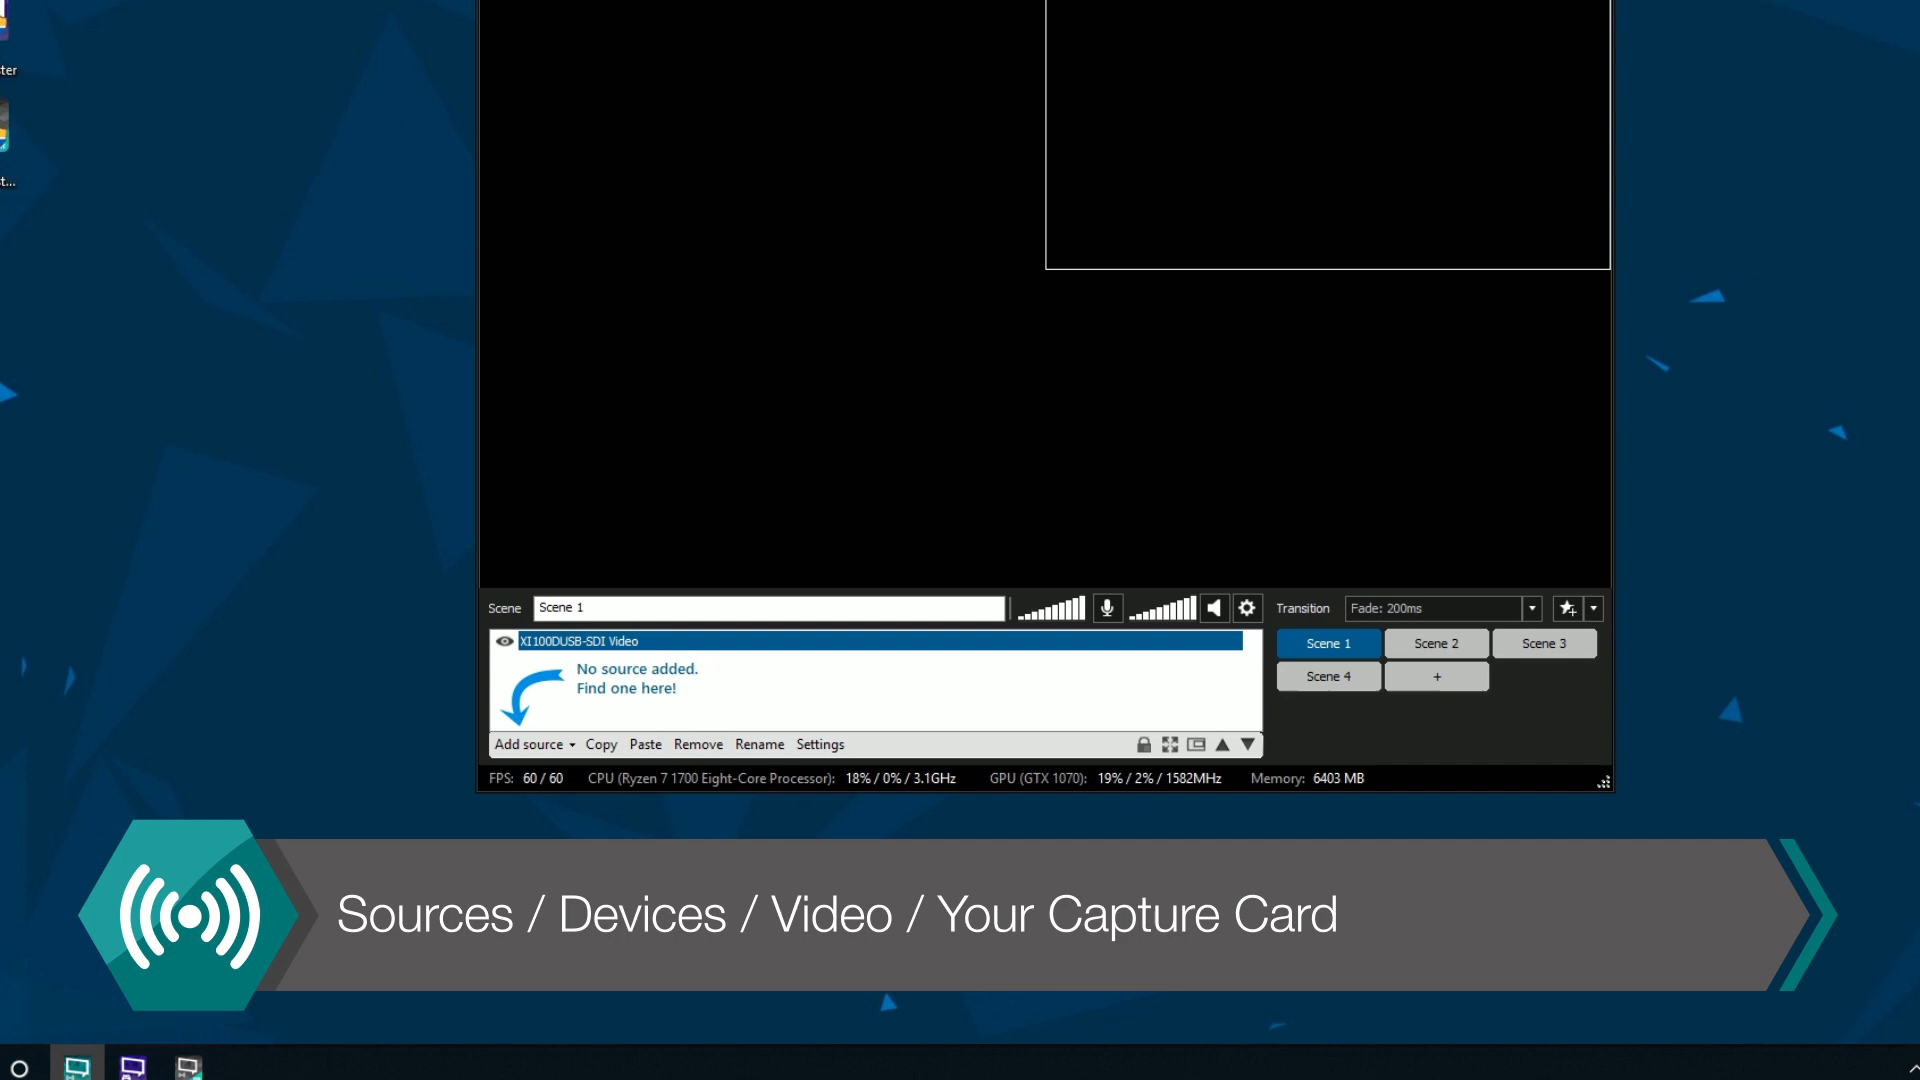 ter
t...
Scene
Scene 1
Transition
Fade: 200ms
XI100DUSB-SDI Video
Scene 1
Scene 2
Scene 3
No source added.
Find one here!
Scene 4
+
Add source
Copy
Paste
Remove
Rename
Settings
FPS: 60 / 60
CPU (Ryzen 7 1700 Eight-Core Processor): 18% / 0% / 3.1GHz
GPU (GTX 1070): 19% / 2% / 1582MHz
Memory: 6403 MB
Sources / Devices / Video / Your Capture Card